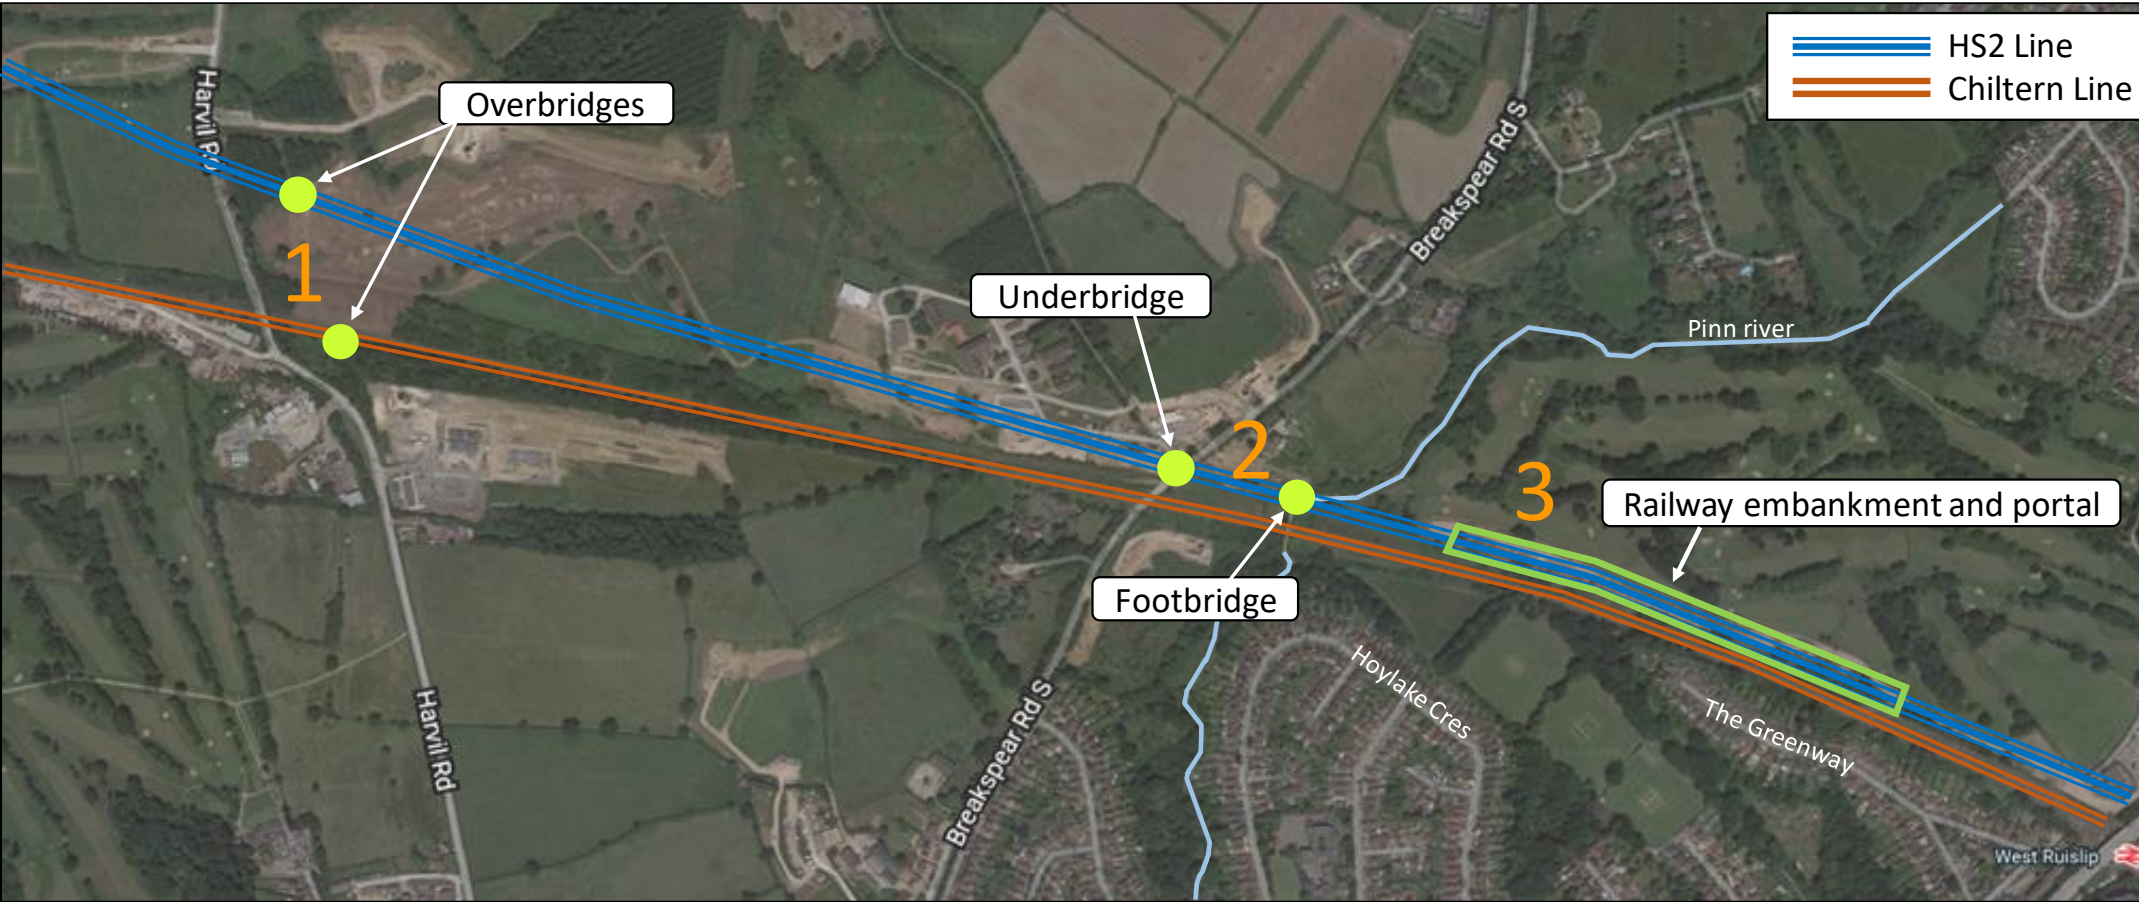 HS2 Line
Chiltern Line
Harvil Rd
Overbridges
Breakspear Rd S
1
Underbridge
Pinn river
2
3
Railway embankment and portal
Footbridge
Hoylake Cres
The Greenway
Harvil Rd
Breakspear Rd S
West Ruislip